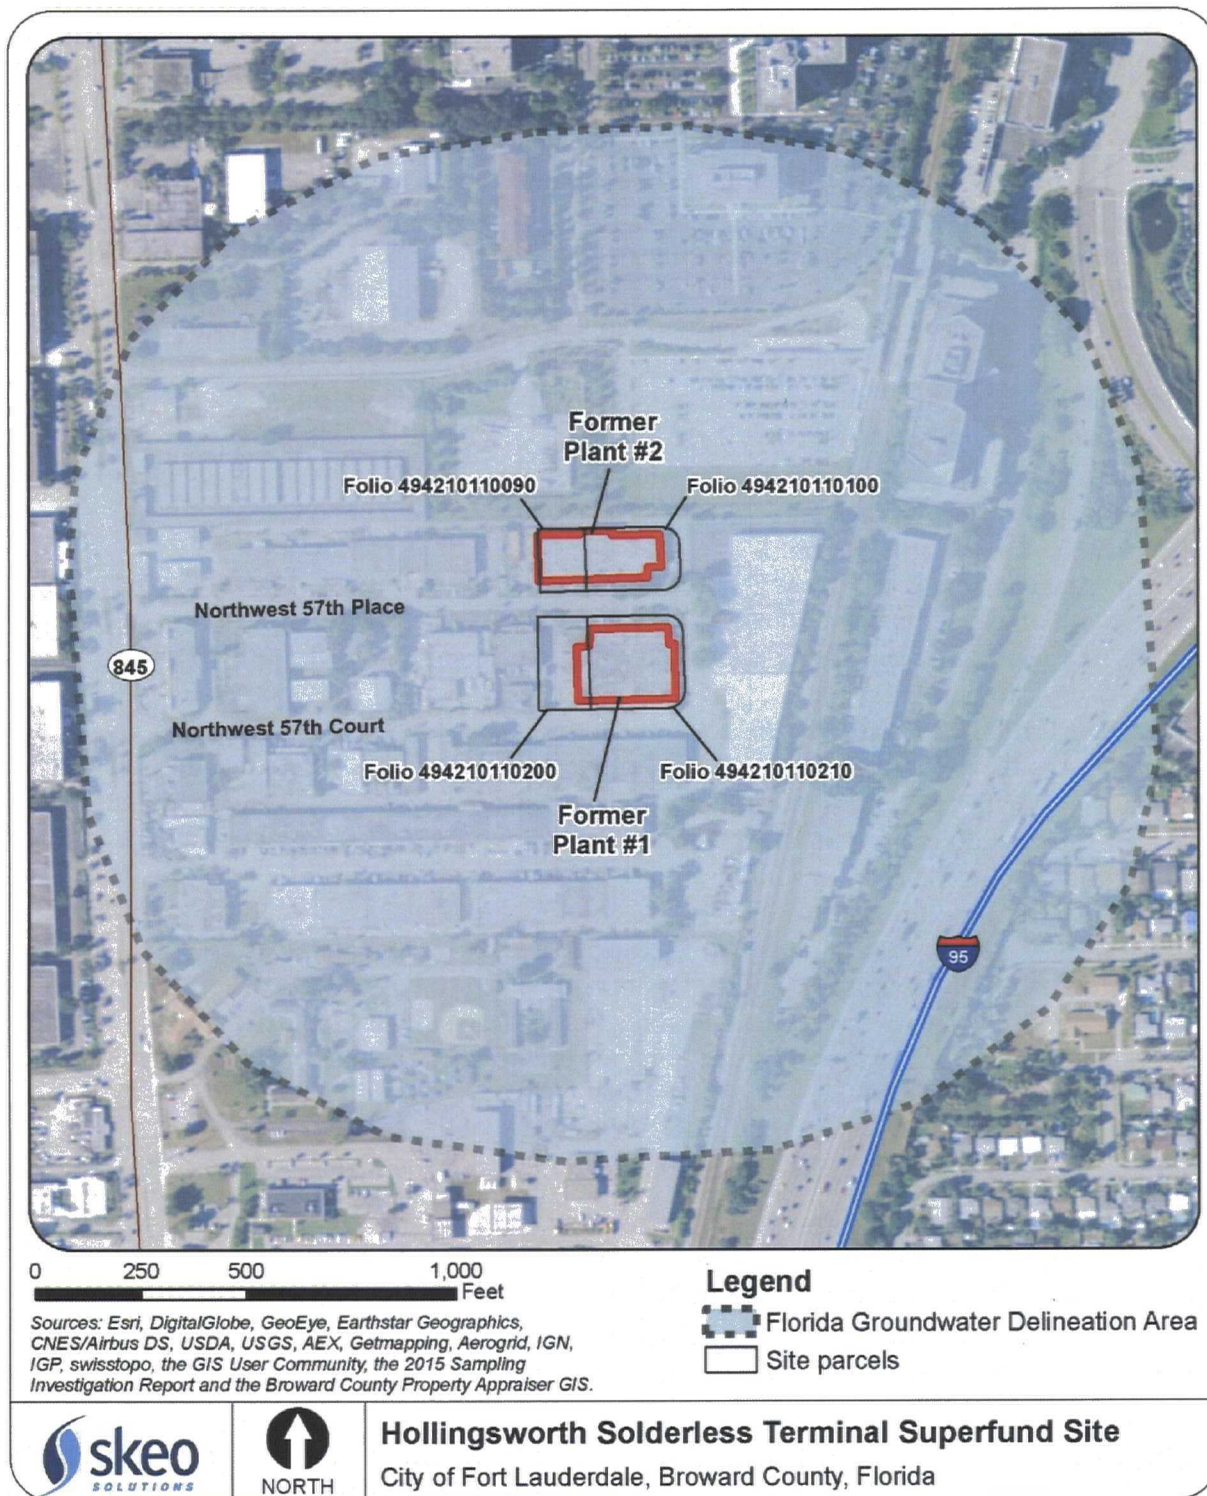 Former
Plant #2
Folio 494210110090
Folio 494210110100
Northwest 57th Place
845
Northwest 57th Court
Folio 494210110200
Folio 494210110210
Former
Plant #1
95
0 250 500 1,000
Feet
Sources: Esri, DigitalGlobe, GeoEye, Earthstar Geographics,
CNES/Airbus DS, USDA, USGS, AEX, Getmapping, Aerogrid, IGN,
IGP, swisstopo, the GIS User Community, the 2015 Sampling
Investigation Report and the Broward County Property Appraiser GIS.
Legend
Florida Groundwater Delineation Area
Site parcels
skeo
SOLUTIONS
NORTH
Hollingsworth Solderless Terminal Superfund Site
City of Fort Lauderdale, Broward County, Florida